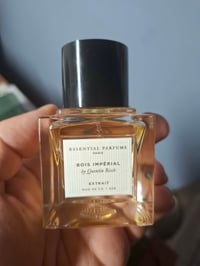 ESSENTIAL PARFUMS
PARIS
BOIS IMPÉRIAL
by Quentin Bisch
EXTRAIT